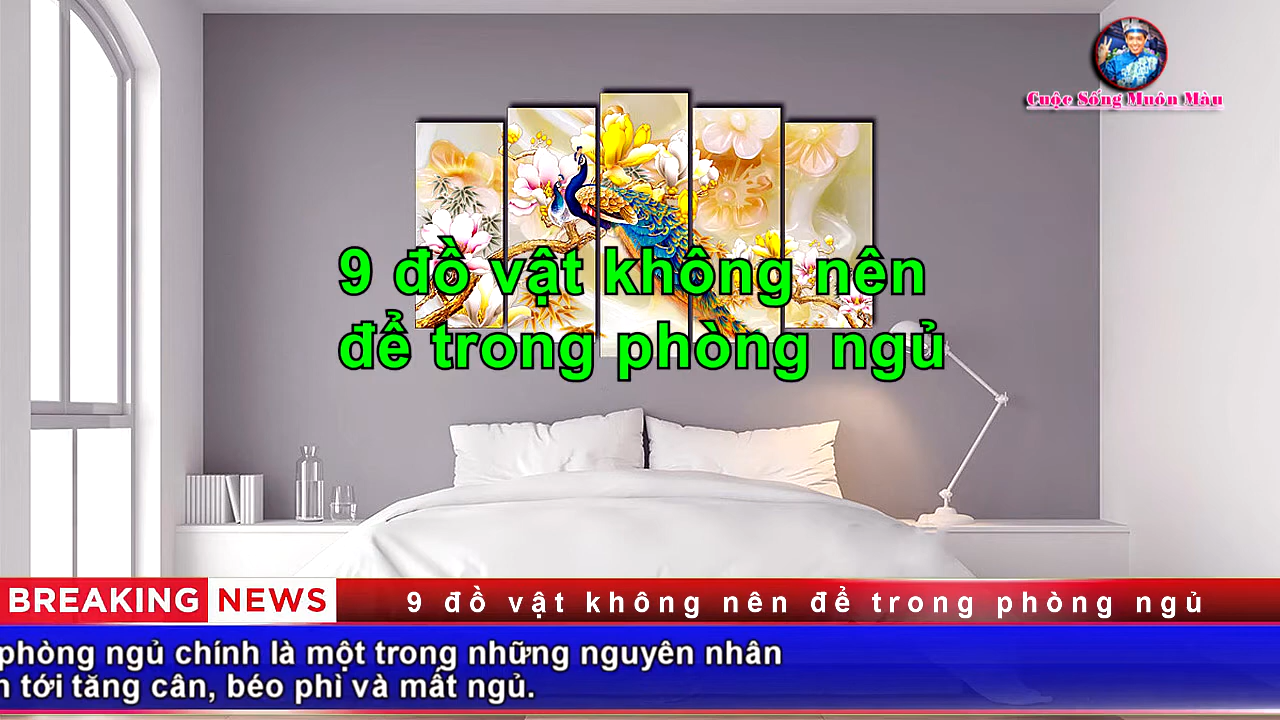 Cuộc Sống Muôn Màu
9 đồ vật không nên
để trong phòng ngủ
BREAKING NEWS
9 đồ vật không nên để trong phòng ngủ
phòng ngủ chính là một trong những nguyên nhân
tới tăng cân, béo phì và mất ngủ.